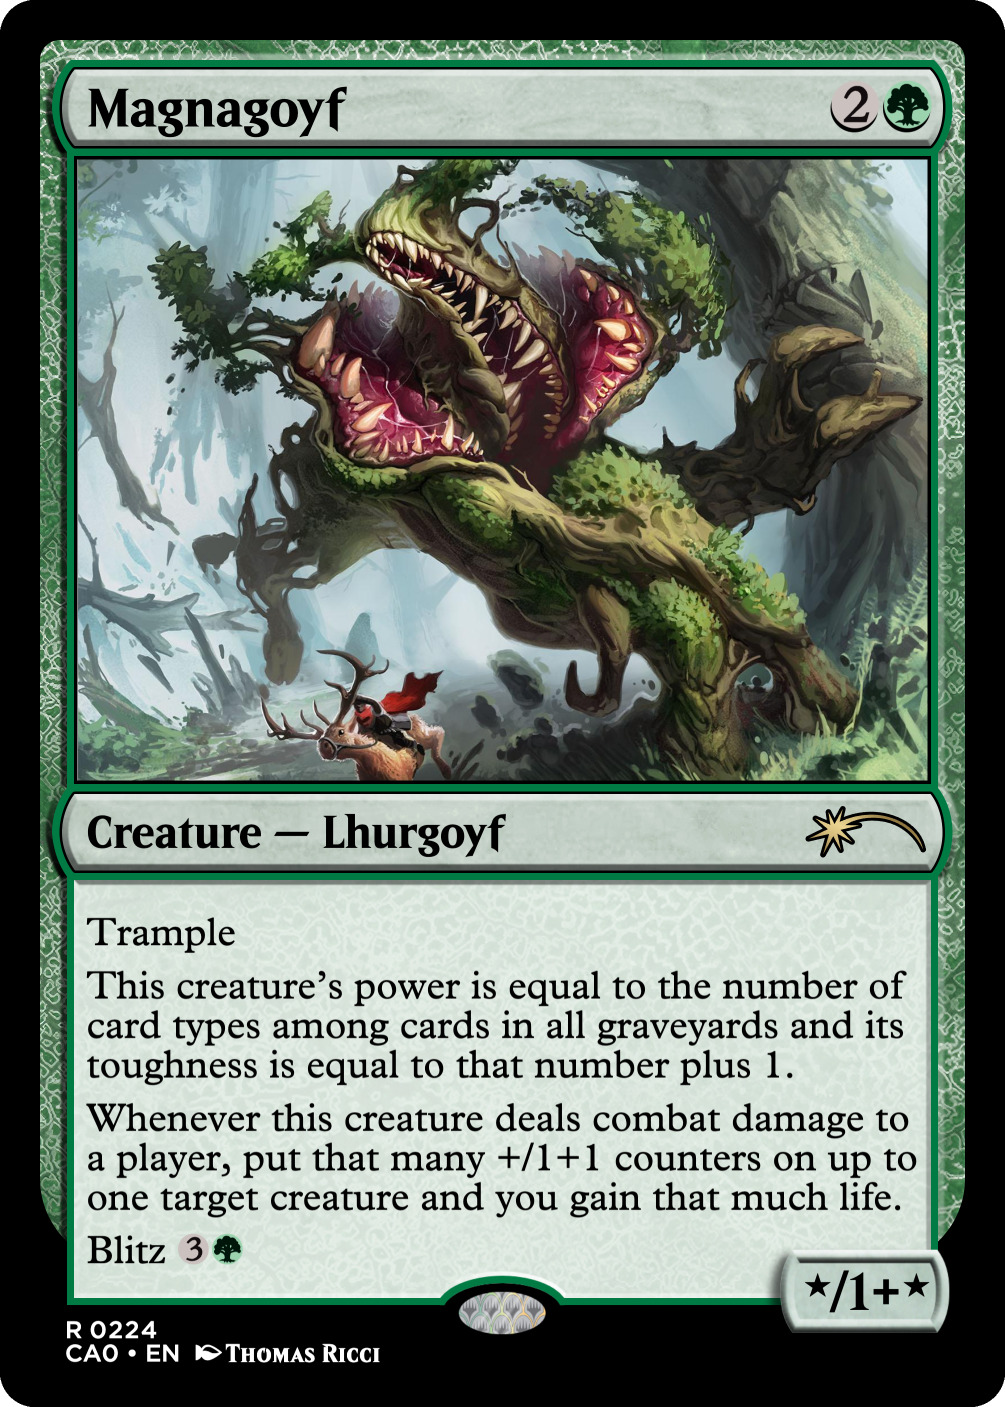 Magnagoyf 2
Creature — Lhurgoyf
Trample
This creature's power is equal to the number of
card types among cards in all graveyards and its
toughness is equal to that number plus 1.
Whenever this creature deals combat damage to
a player, put that many +/1+1 counters on up to
one target creature and you gain that much life.
Blitz 3
★/1+★
R 0224
CAO • EN Thomas Ricci